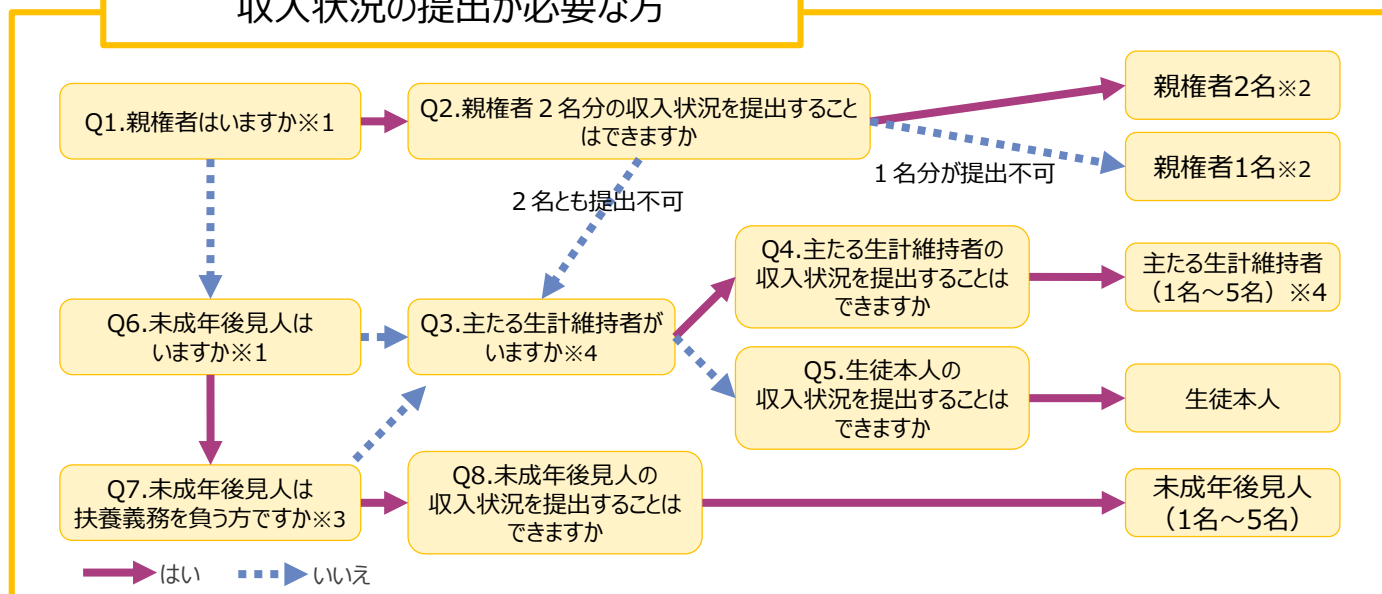 収入状況の提出が必要な方
Q1.親権者はいますか※1
Q2.親権者２名分の収入状況を提出すること
はできますか
親権者2名※2
１名分が提出不可
親権者1名※2
２名とも提出不可
Q6.未成年後見人は
いますか※1
Q3.主たる生計維持者が
いますか※4
Q4.主たる生計維持者の
収入状況を提出することは
できますか
主たる生計維持者
（1名～5名）※4
Q5.生徒本人の
収入状況を提出することは
できますか
生徒本人
Q7.未成年後見人は
扶養義務を負う方ですか※3
Q8.未成年後見人の
収入状況を提出することは
できますか
未成年後見人
（1名～5名）
はい
いいえ